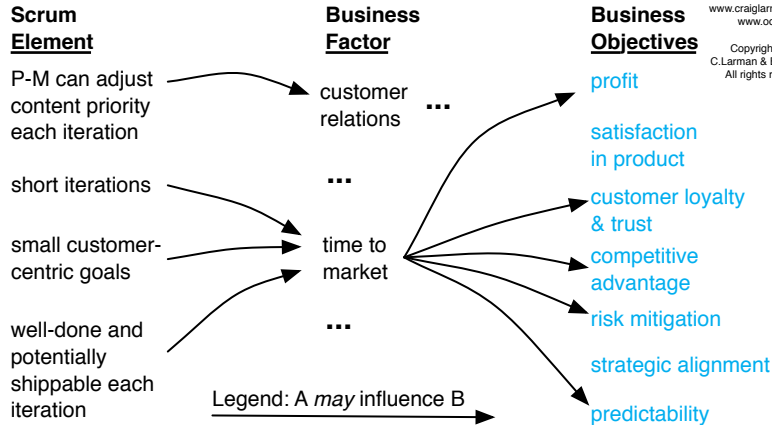 Scrum
Element
Business
Factor
Business
Objectives
C.Larman &
All rights
P-M can adjust
content priority
each iteration
short iterations
small customer-
centric goals
well-done and
potentially
shippable each
iteration
customer
relations
...
...
time to
market
...
profit
satisfaction
in product
customer loyalty
& trust
competitive
advantage
risk mitigation
strategic alignment
predictability
Legend: A may influence B